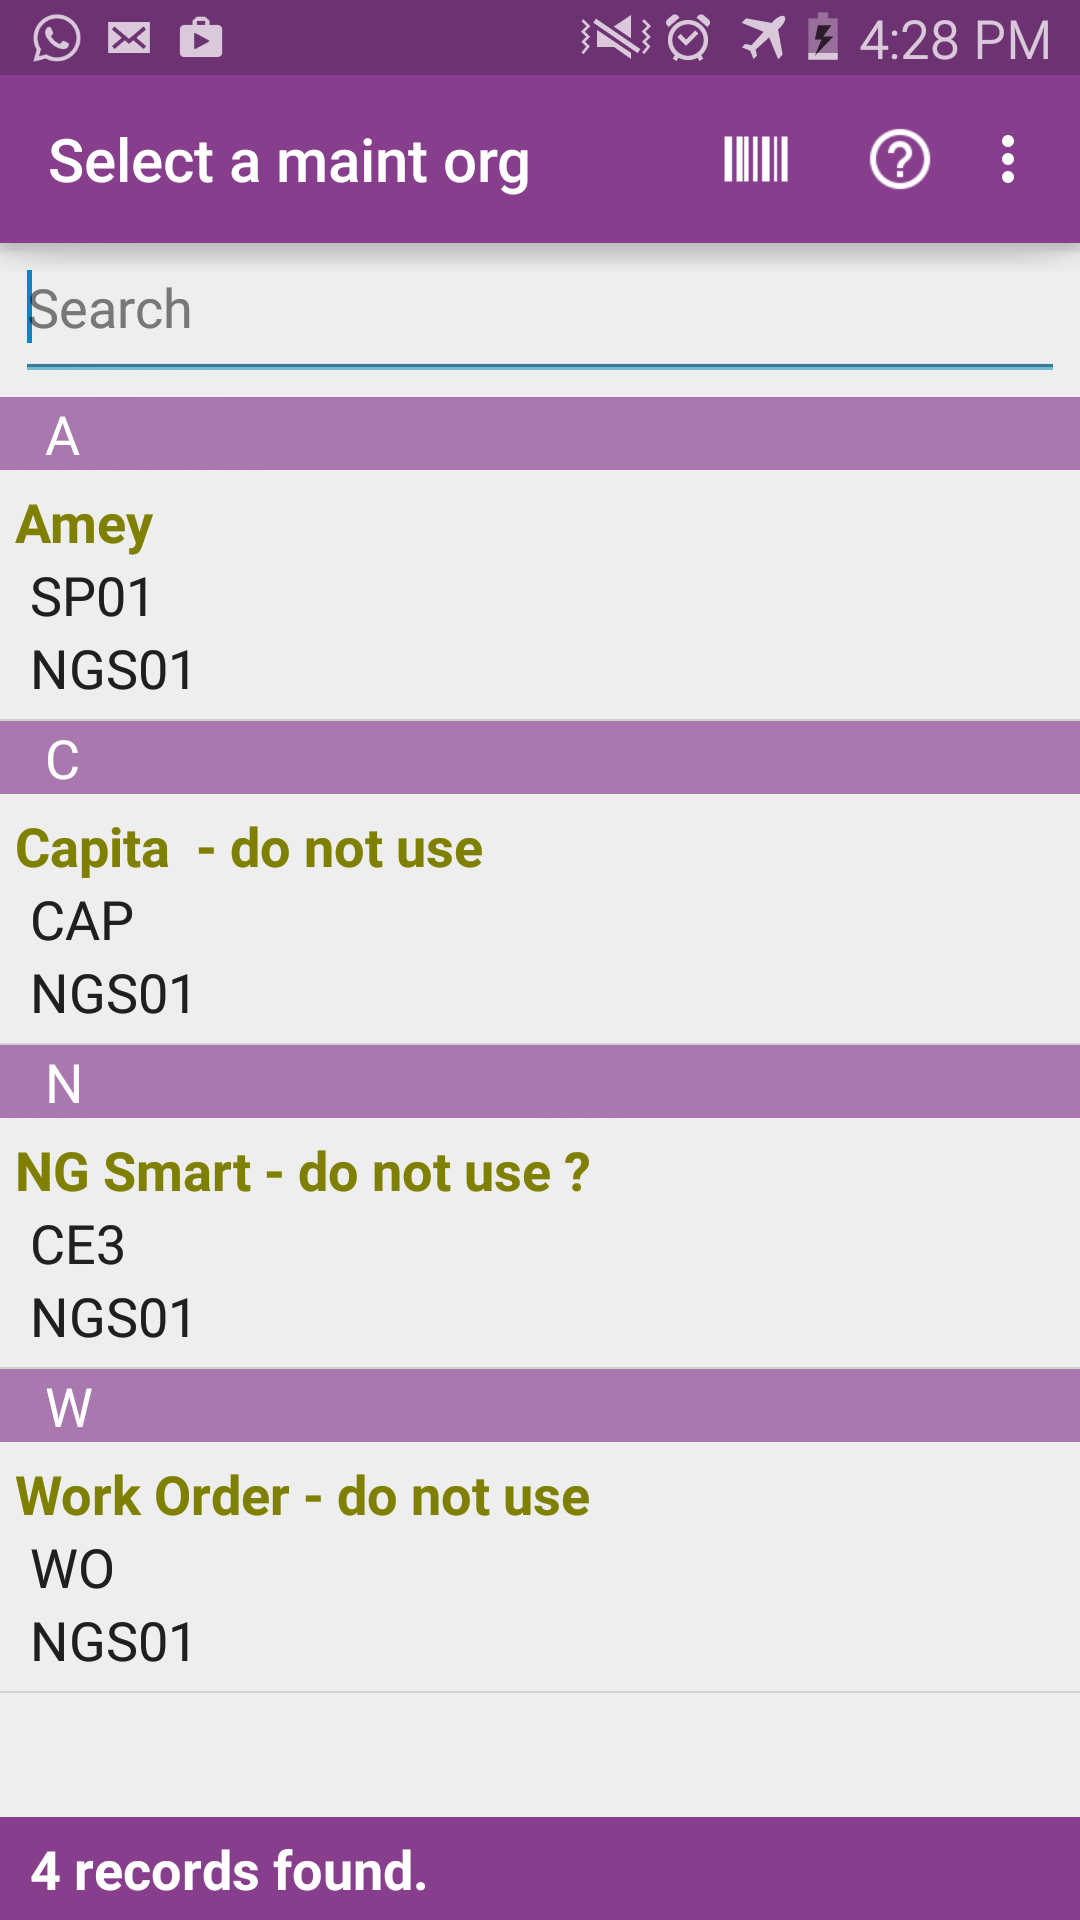 4:28 PM
Select a maint org
Search
A
Amey
SP01
NGS01
C
Capita  - do not use
CAP
NGS01
N
NG Smart - do not use ?
CE3
NGS01
W
Work Order - do not use
WO
NGS01
4 records found.